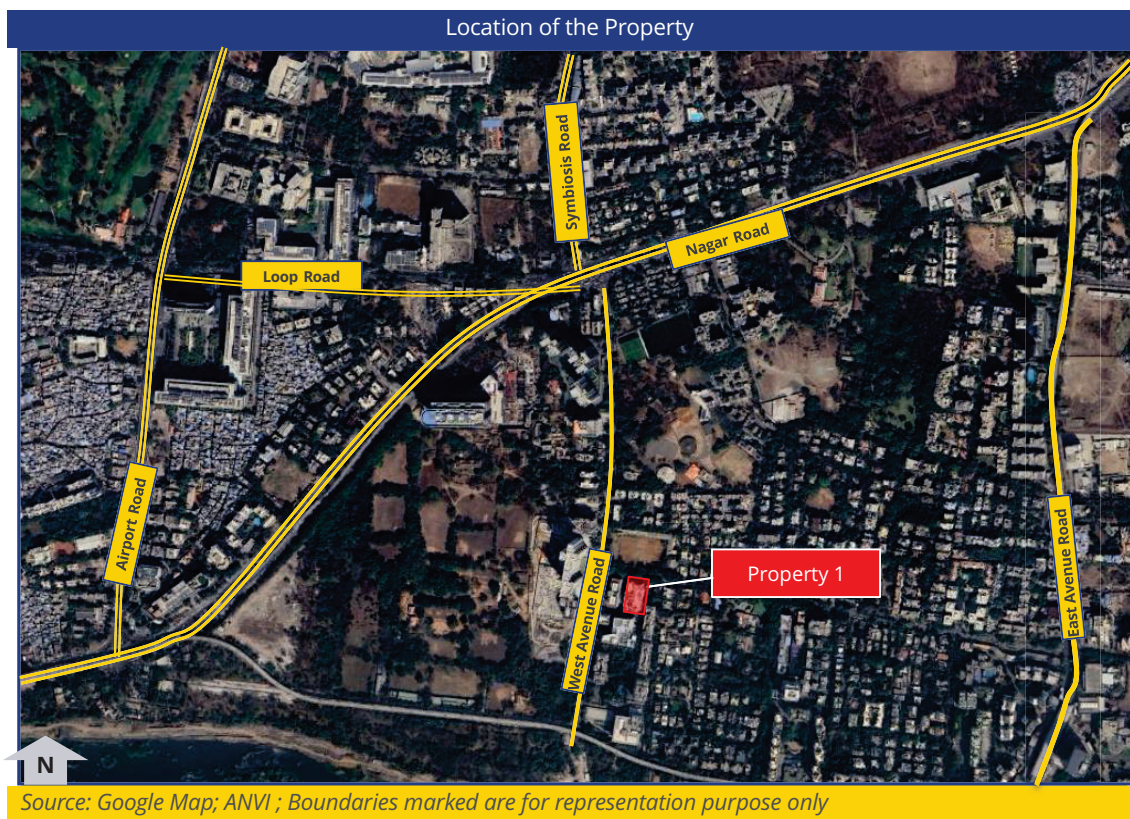 Location of the Property
Symbiosis Road
Nagar Road
Loop Road
Airport Road
Property 1
West Avenue Road
East Avenue Road
N
Source: Google Map; ANVI ; Boundaries marked are for representation purpose only